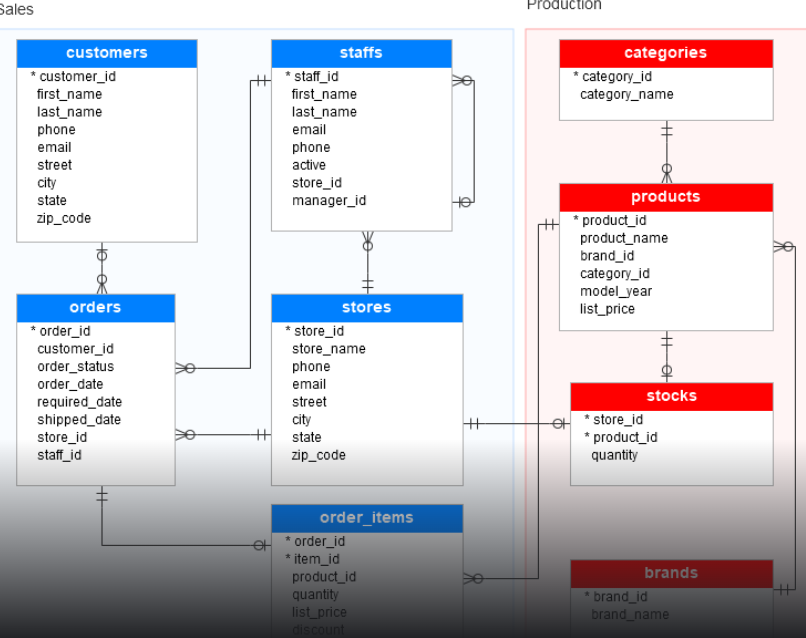 Sales
Production
customers
* customer_id
first_name
last_name
phone
email
street
city
state
zip_code
staffs
* staff_id
first_name
last_name
email
phone
active
store_id
manager_id
categories
* category_id
category_name
products
* product_id
product_name
brand_id
category_id
model_year
list_price
orders
* order_id
customer_id
order_status
order_date
required_date
shipped_date
store_id
staff_id
stores
* store_id
store_name
phone
email
street
city
state
zip_code
stocks
* store_id
* product_id
quantity
order_items
* order_id
* item_id
product_id
quantity
list_price
discount
brands
* brand_id
brand_name